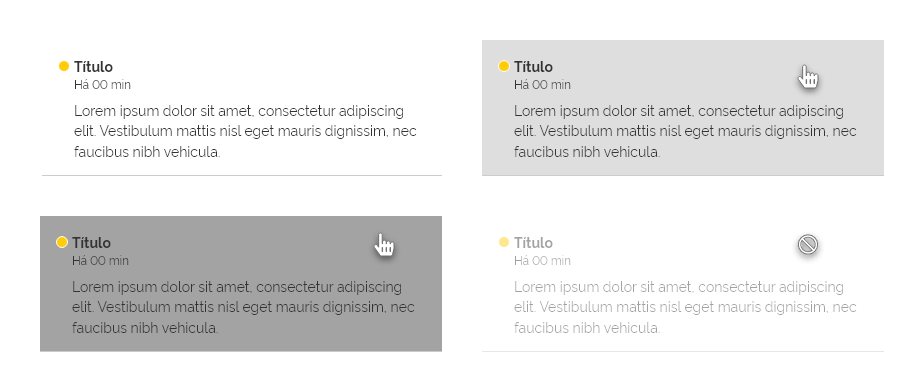 Título
Há 00 min
Lorem ipsum dolor sit amet, consectetur adipiscing
elit. Vestibulum mattis nisl eget mauris dignissim, nec
faucibus nibh vehicula.
Título
Há 00 min
Lorem ipsum dolor sit amet, consectetur adipiscing
elit. Vestibulum mattis nisl eget mauris dignissim, nec
faucibus nibh vehicula.
Título
Há 00 min
Lorem ipsum dolor sit amet, consectetur adipiscing
elit. Vestibulum mattis nisl eget mauris dignissim, nec
faucibus nibh vehicula.
Título
Há 00 min
Lorem ipsum dolor sit amet, consectetur adipiscing
elit. Vestibulum mattis nisl eget mauris dignissim, nec
faucibus nibh vehicula.